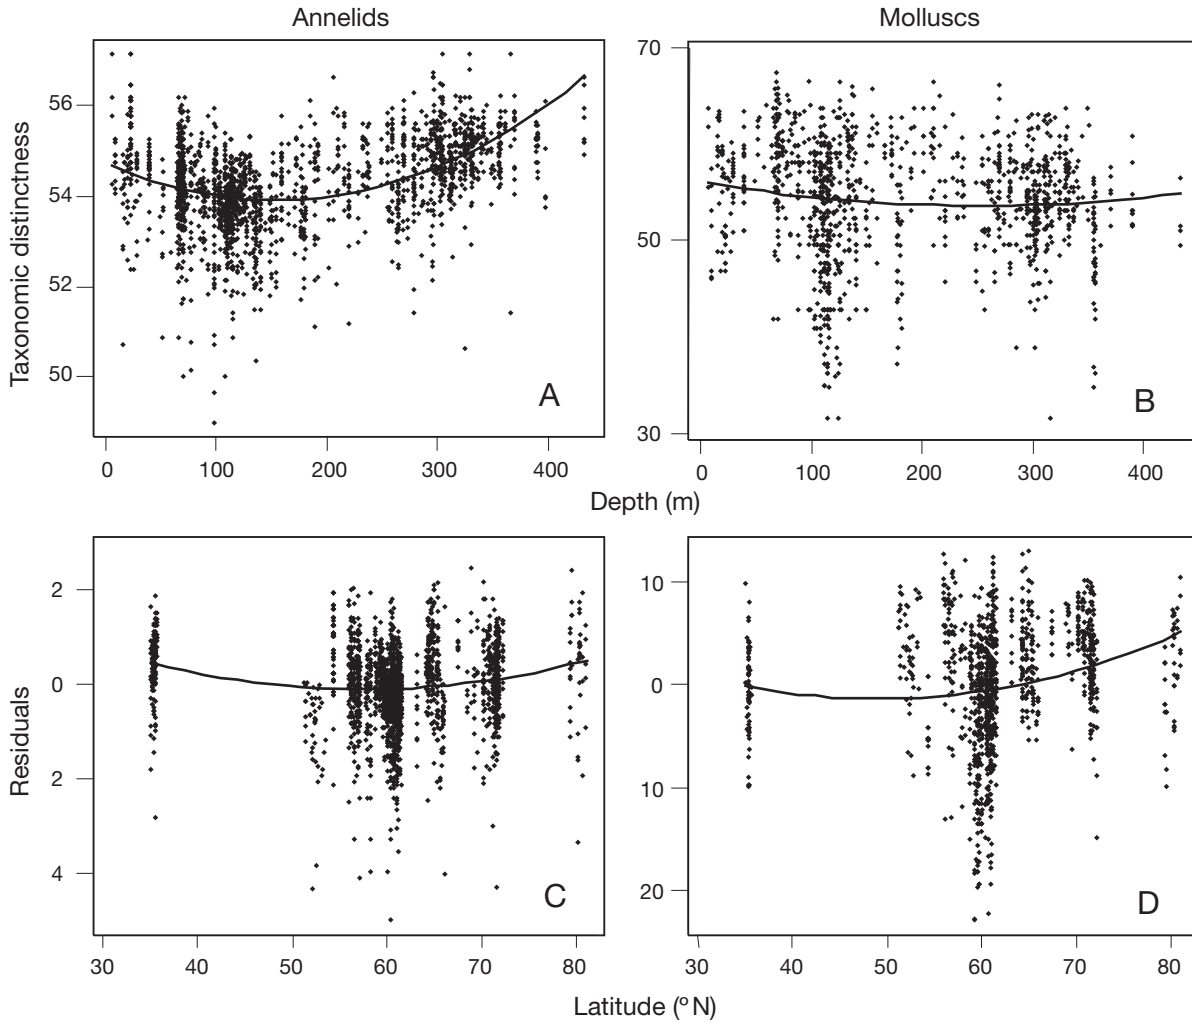 Annelids
Molluscs
Taxonomic distinctness
56
54
52
50
A
0 100 200 300 400
70
50
30
B
0 100 200 300 400
Depth (m)
Residuals
2
0
2
4
C
30 40 50 60 70 80
10
0
10
20
D
30 40 50 60 70 80
Latitude (° N)